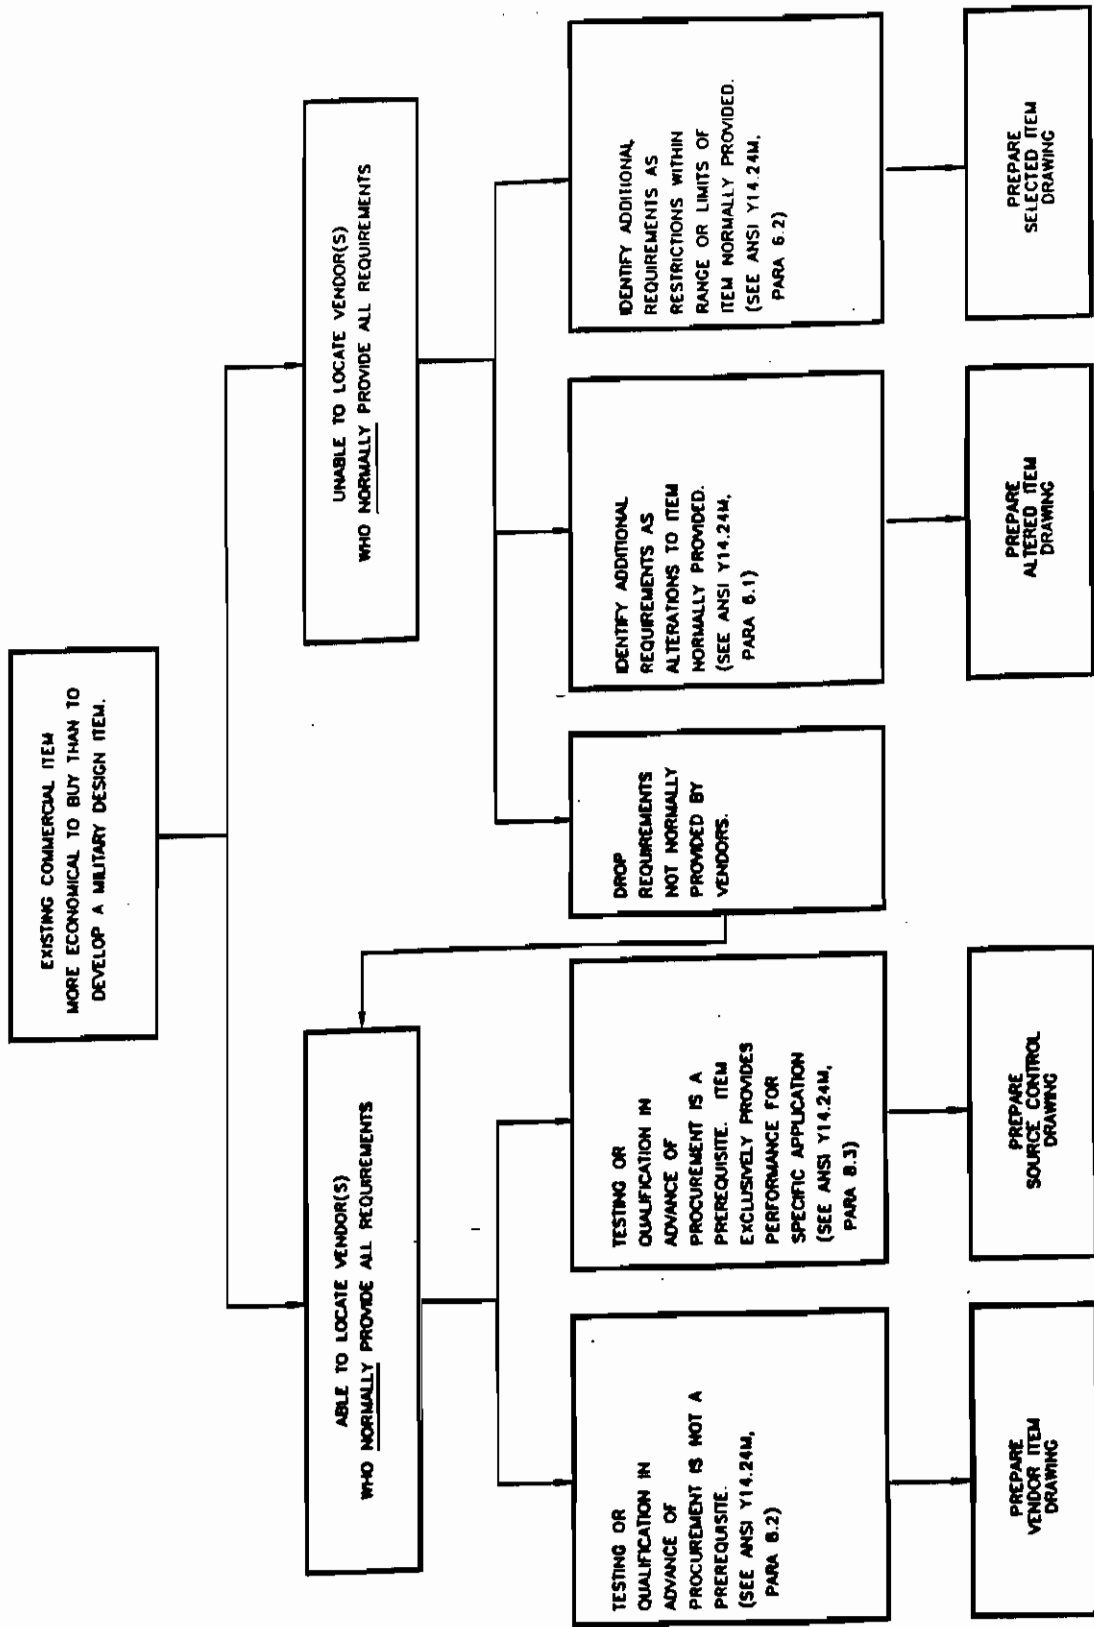 EXISTING COMMERCIAL ITEM
MORE ECONOMICAL TO BUY THAN TO
DEVELOP A MILITARY DESIGN ITEM.
ABLE TO LOCATE VENDOR(S)
WHO NORMALLY PROVIDE ALL REQUIREMENTS
UNABLE TO LOCATE VENDOR(S)
WHO NORMALLY PROVIDE ALL REQUIREMENTS
TESTING OR
QUALIFICATION IN
ADVANCE OF
PROCUREMENT IS NOT A
PREREQUISITE.
(SEE ANSI Y14.24M,
PARA 8.2)
TESTING OR
QUALIFICATION IN
ADVANCE OF
PROCUREMENT IS A
PREREQUISITE. ITEM
EXCLUSIVELY PROVIDES
PERFORMANCE FOR
SPECIFIC APPLICATION
(SEE ANSI Y14.24M,
PARA 8.3)
DROP
REQUIREMENTS
NOT NORMALLY
PROVIDED BY
VENDORS.
IDENTIFY ADDITIONAL
REQUIREMENTS AS
ALTERATIONS TO ITEM
NORMALLY PROVIDED.
(SEE ANSI Y14.24M,
PARA 6.1)
IDENTIFY ADDITIONAL
REQUIREMENTS AS
RESTRICTIONS WITHIN
RANGE OR LIMITS OF
ITEM NORMALLY PROVIDED.
(SEE ANSI Y14.24M,
PARA 6.2)
PREPARE
VENDOR ITEM
DRAWING
PREPARE
SOURCE CONTROL
DRAWING
PREPARE
ALTERED ITEM
DRAWING
PREPARE
SELECTED ITEM
DRAWING